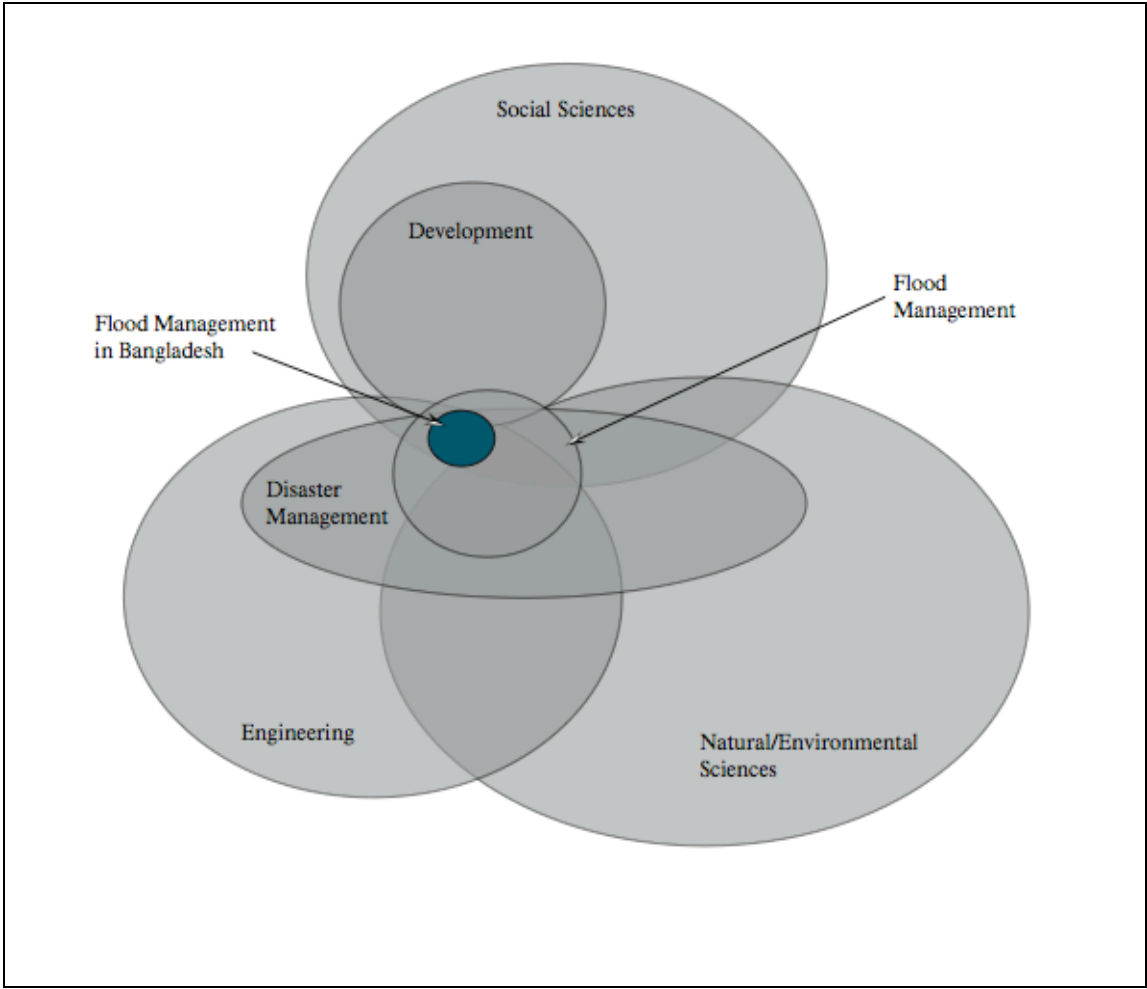 Social Sciences
Development
Flood
Management
Flood Management
in Bangladesh
Disaster
Management
Engineering
Natural/Environmental
Sciences